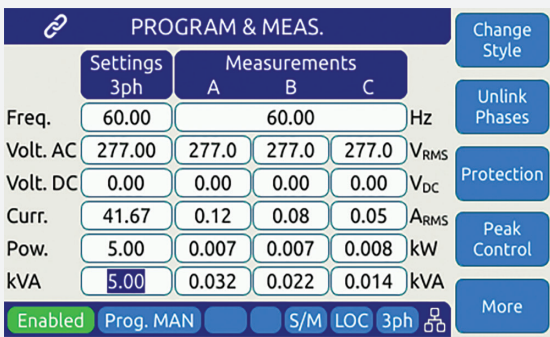 PROGRAM & MEAS.
Change
Style
Settings
3ph
Measurements
A B C
Unlink
Phases
Freq. 60.00 60.00 Hz
Volt. AC 277.00 277.0 277.0 277.0 VRMS
Volt. DC 0.00 0.00 0.00 0.00 VDC
Protection
Curr. 41.67 0.12 0.08 0.05 ARMS
Pow. 5.00 0.007 0.007 0.008 kW
Peak
Control
kVA 5.00 0.032 0.022 0.014 kVA
Enabled Prog. MAN S/M LOC 3ph
More